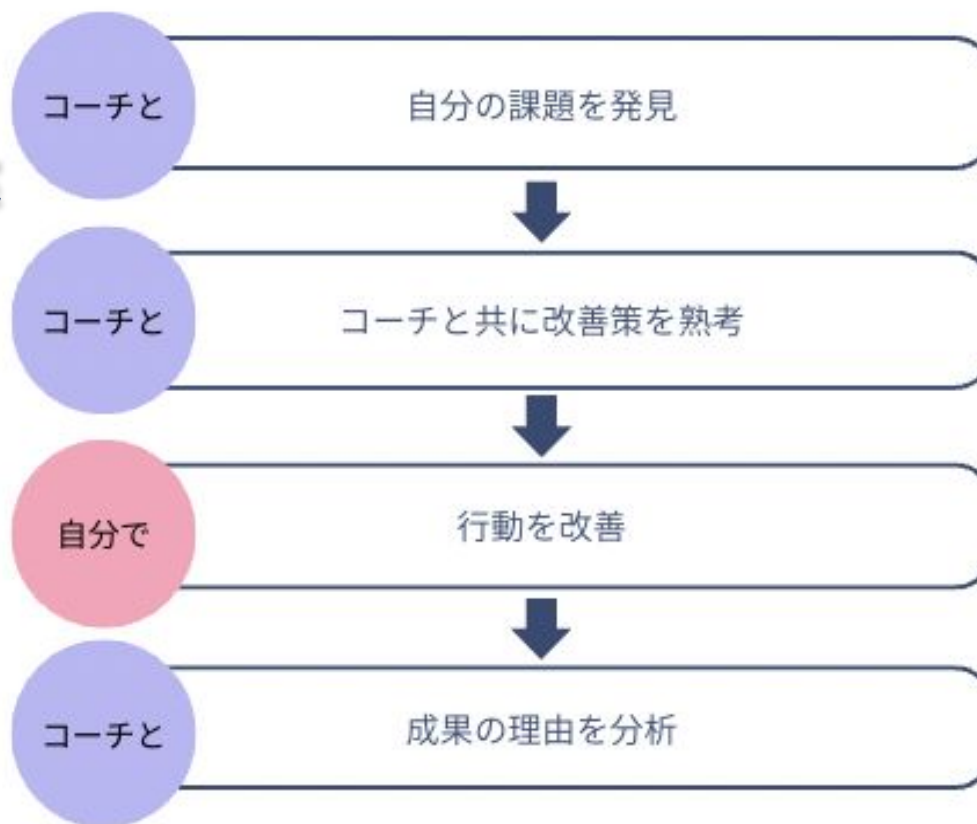 コーチと
自分の課題を発見
コーチと
コーチと共に改善策を熟考
自分で
行動を改善
コーチと
成果の理由を分析